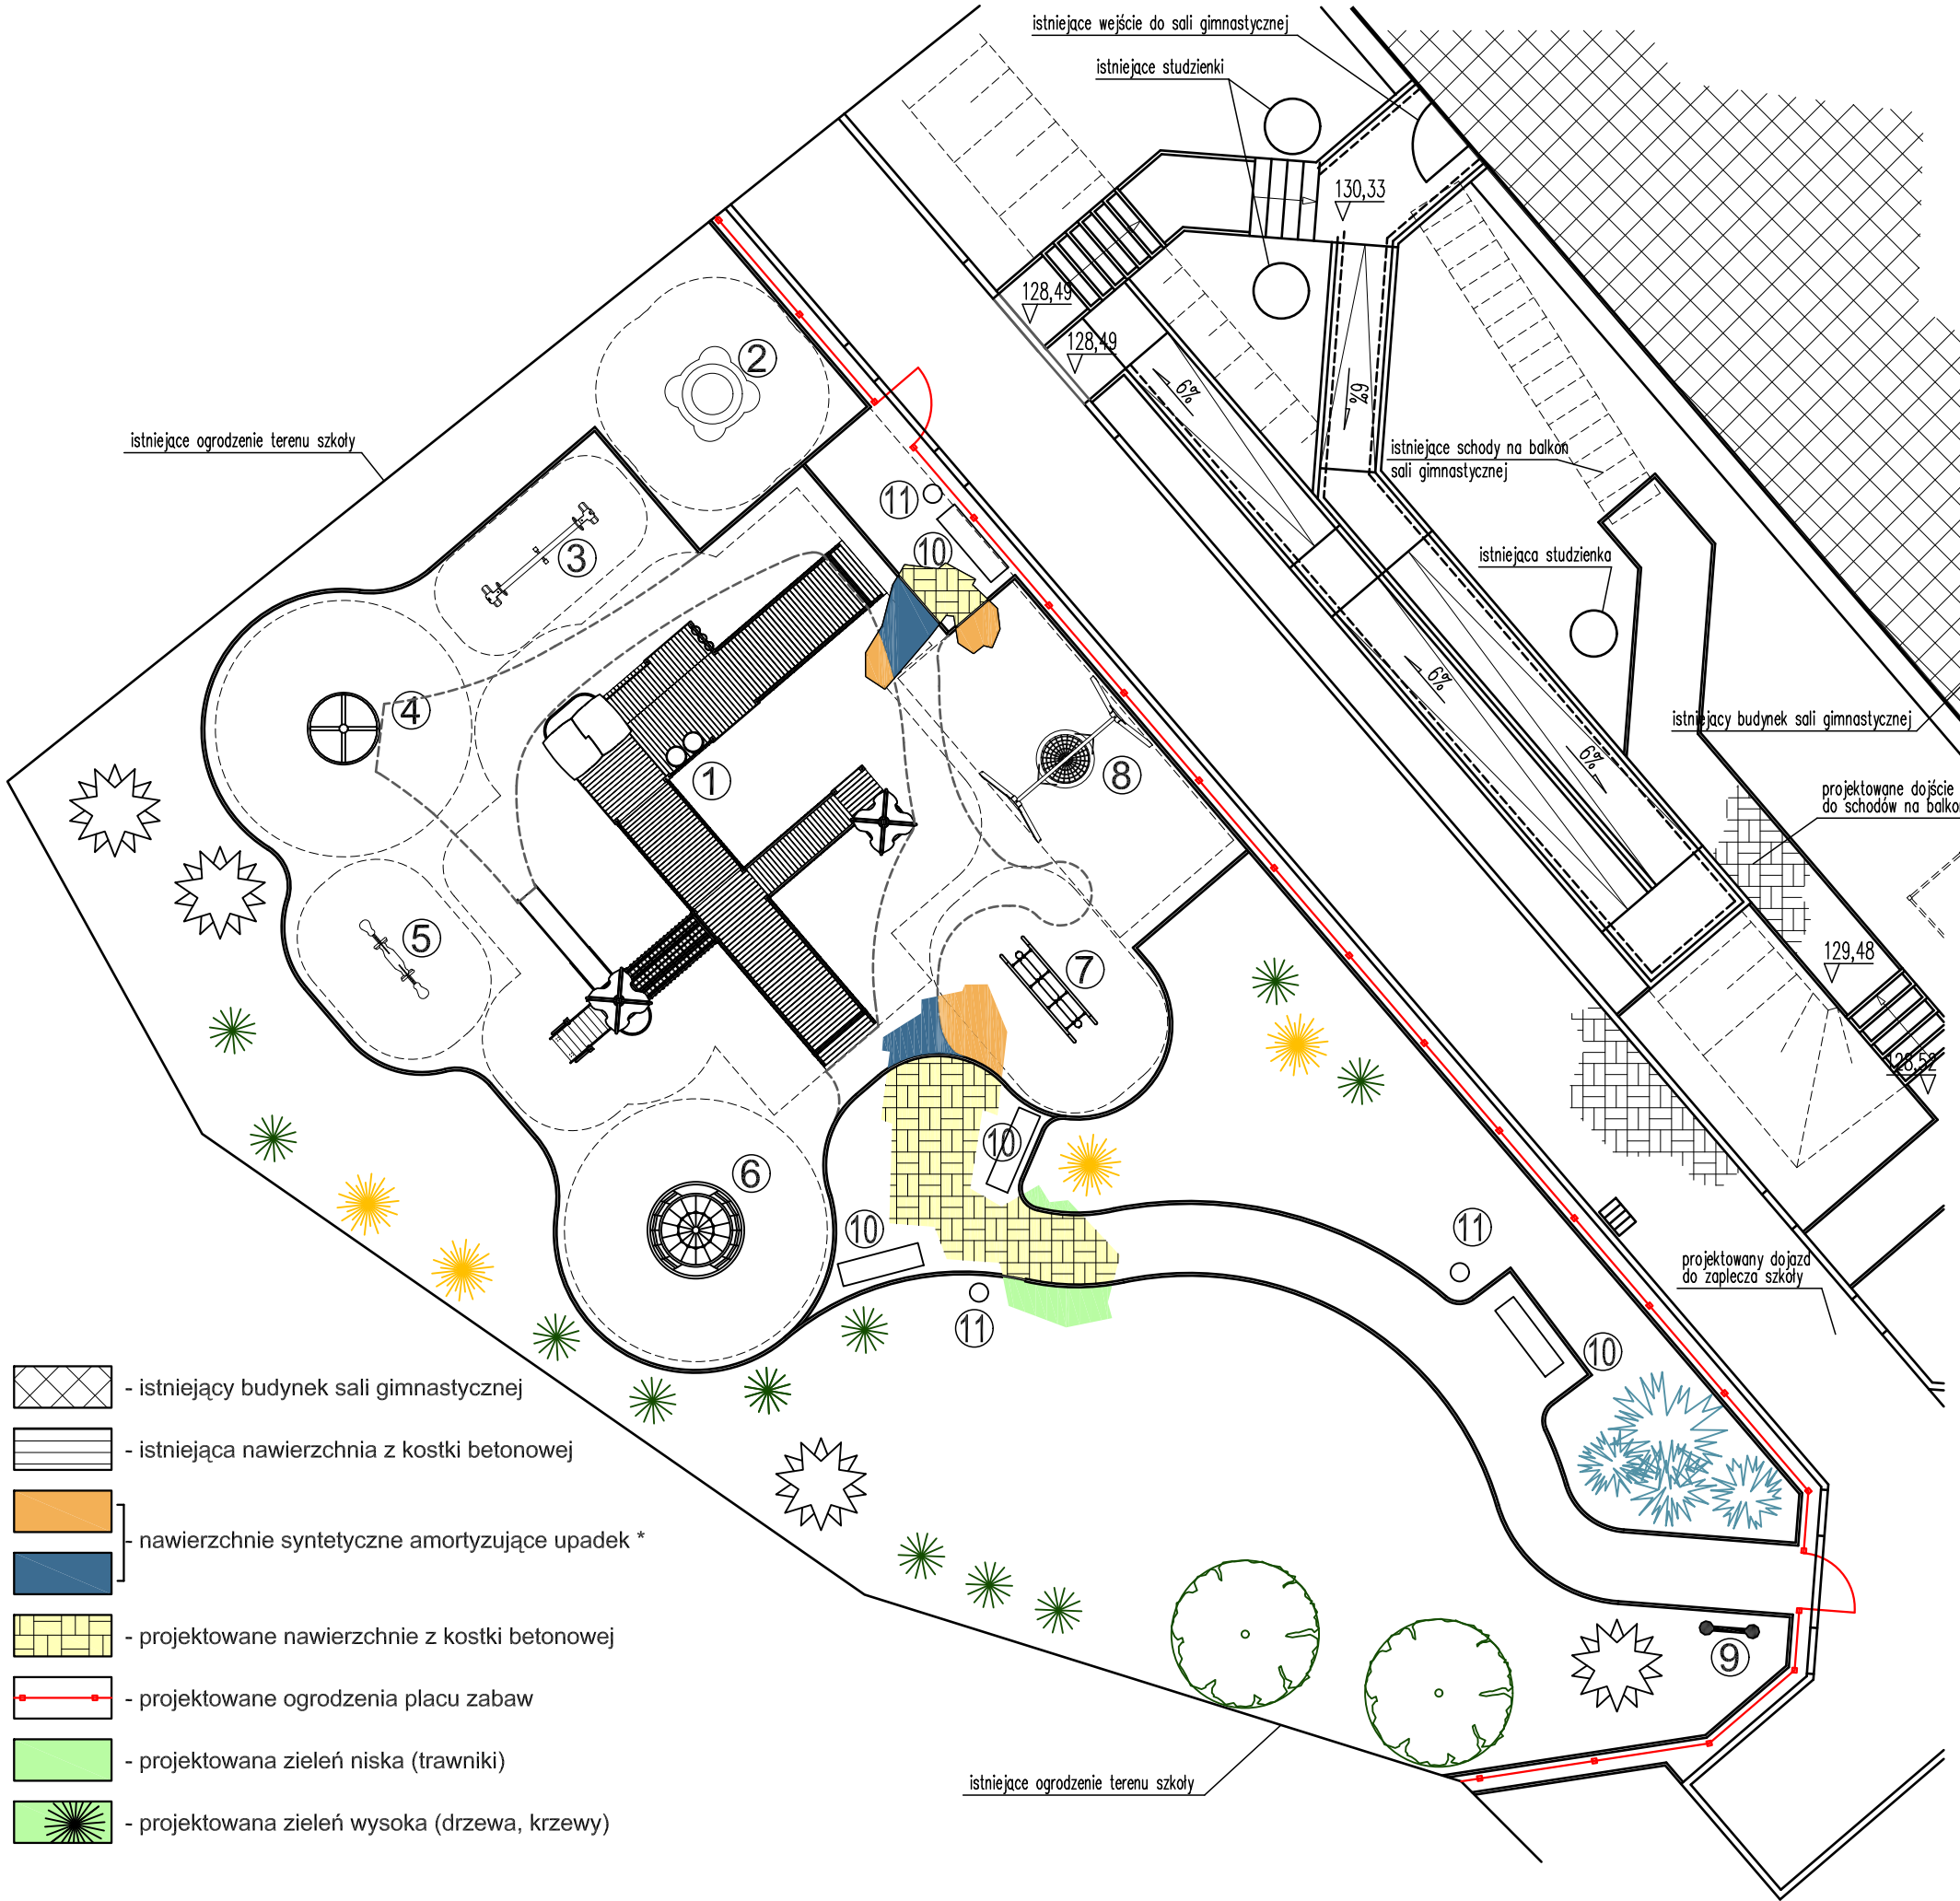 istniejące wejście do sali gimnastycznej
istniejące studzienki
130,33
128,49
128,49
6%
6%
istniejące ogrodzenie terenu szkoły
istniejące schody na balkon
sali gimnastycznej
istniejąca studzienka
6%
istniejący budynek sali gimnastycznej
6%
projektowane dojście
do schodów na balko
129,48
128,52
projektowany dojazd
do zaplecza szkoły
2
11
10
3
4
1
8
5
7
10
6
10
11
11
10
9
istniejące ogrodzenie terenu szkoły
- istniejący budynek sali gimnastycznej
- istniejąca nawierzchnia z kostki betonowej
- nawierzchnie syntetyczne amortyzujące upadek *
- projektowane nawierzchnie z kostki betonowej
- projektowane ogrodzenia placu zabaw
- projektowana zieleń niska (trawniki)
- projektowana zieleń wysoka (drzewa, krzewy)